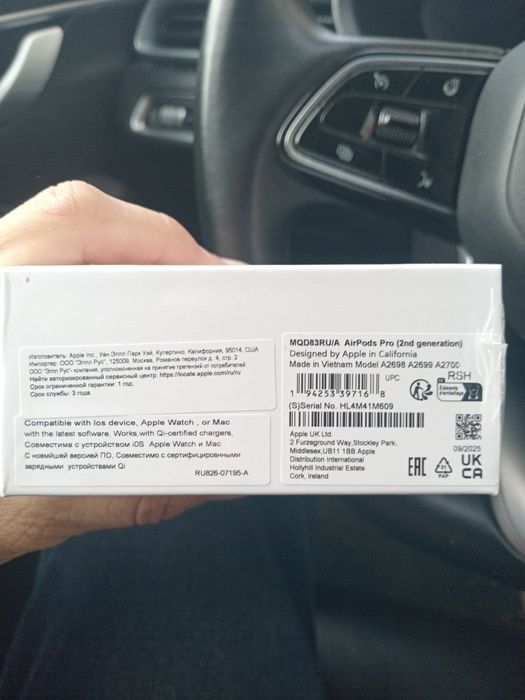 Изготовитель: Apple Inc., Уан Эппл Парк Уэй, Купертино, Калифорния, 95014, США
Импортер: ООО "Эппл Рус", 125009, Москва, Романов переулок д. 4, стр. 2
ООО "Эппл Рус"- компания, уполномоченная на принятие претензий от потребителей
Найти авторизованный сервисный центр: https://locate.apple.com/ru/ru
Срок ограниченной гарантии: 1 год
Срок службы: 3 года
Compatible with Ios device, Apple Watch , or Mac
with the latest software, Works,with Qi-certified chargers,
Совместима с устройством iOS Apple Watch и Mac
С новийшей версией ПО, Совместимо с сертифицированными
зарядными устройствами Qi
RU826-07195-A
MQD83RU/A AirPods Pro (2nd generation)
Designed by Apple in California
Made in Vietnam Model A2698 A2699 A2700
UPC
RSH
1 94253 39716 8
(S)Serial No. HL4M41M609
Apple UK Ltd
2 Furzeground Way,Stockley Park,
Middlesex,UB11 1BB Apple
Distribution International
Hollyhill Industrial Estate
Cork, Ireland
09/2025
EAC
21
PAP
UK
CA